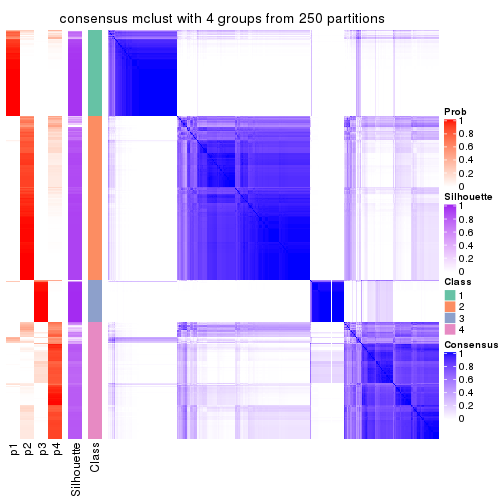 consensus mclust with 4 groups from 250 partitions
Prob
1
0.8
0.6
0.4
0.2
0
Silhouette
1
0.8
0.6
0.4
0.2
0
Class
1
2
3
4
Consensus
1
0.8
0.6
0.4
0.2
0
p1
p2
p3
p4
Silhouette
Class